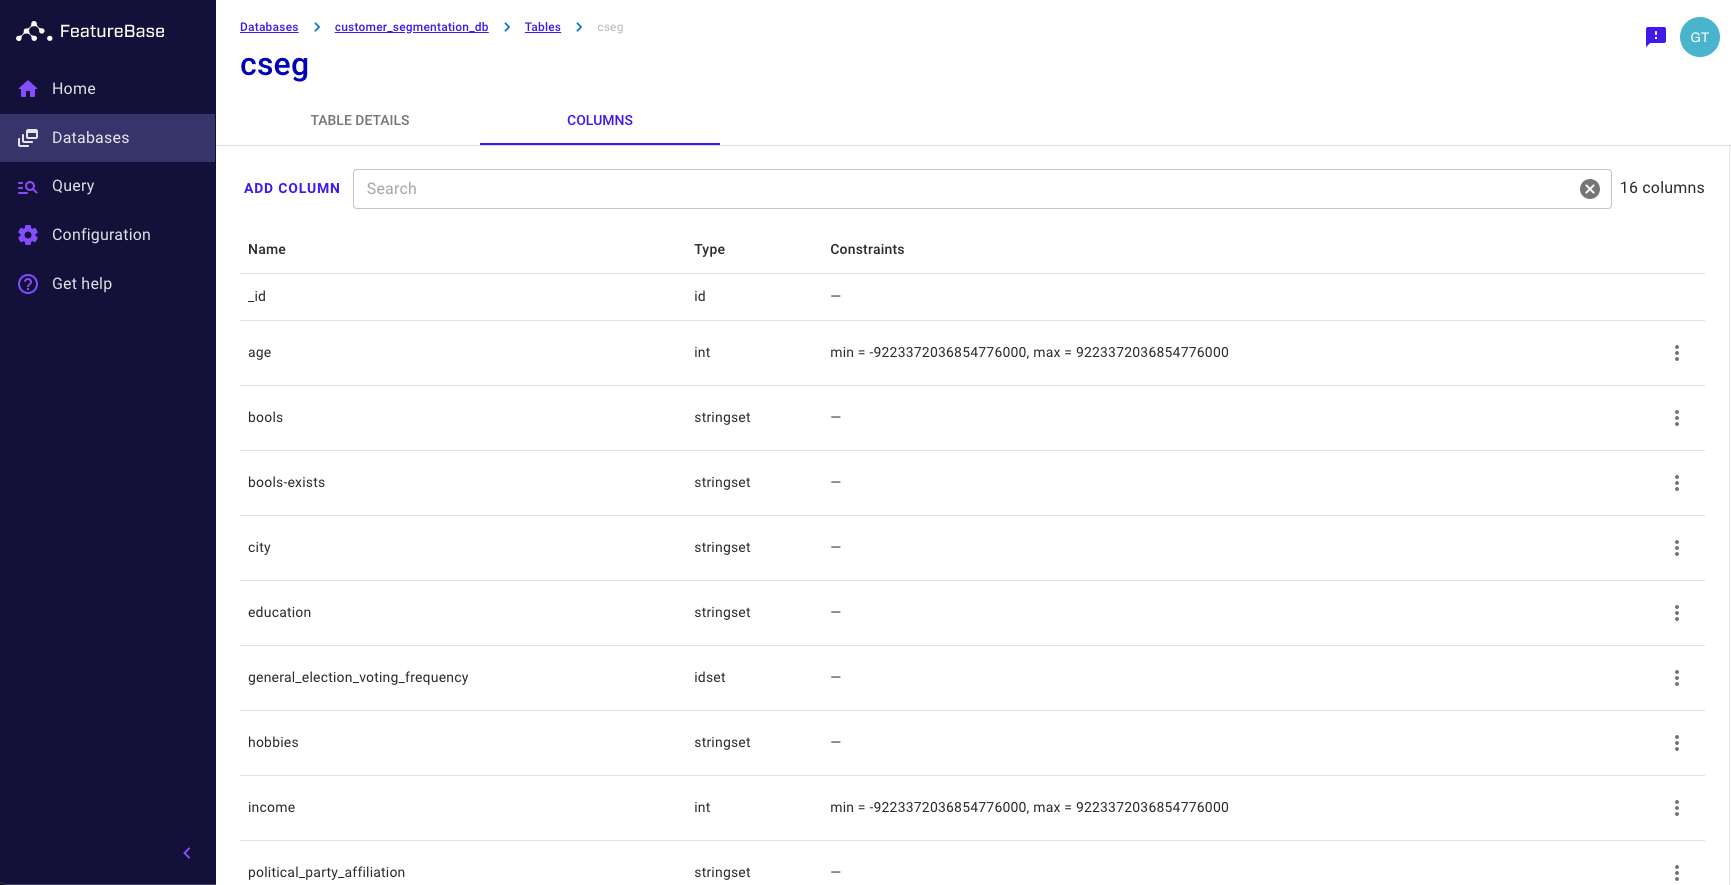 FeatureBase
Home
Databases
Query
Configuration
Get help
Databases > customer_segmentation_db > Tables > cseg
GT
cseg
TABLE DETAILS COLUMNS
ADD COLUMN Search 16 columns
Name Type Constraints
_id id —
age int min = -9223372036854776000, max = 9223372036854776000
bools stringset —
bools-exists stringset —
city stringset —
education stringset —
general_election_voting_frequency idset —
hobbies stringset —
income int min = -9223372036854776000, max = 9223372036854776000
political_party_affiliation stringset —